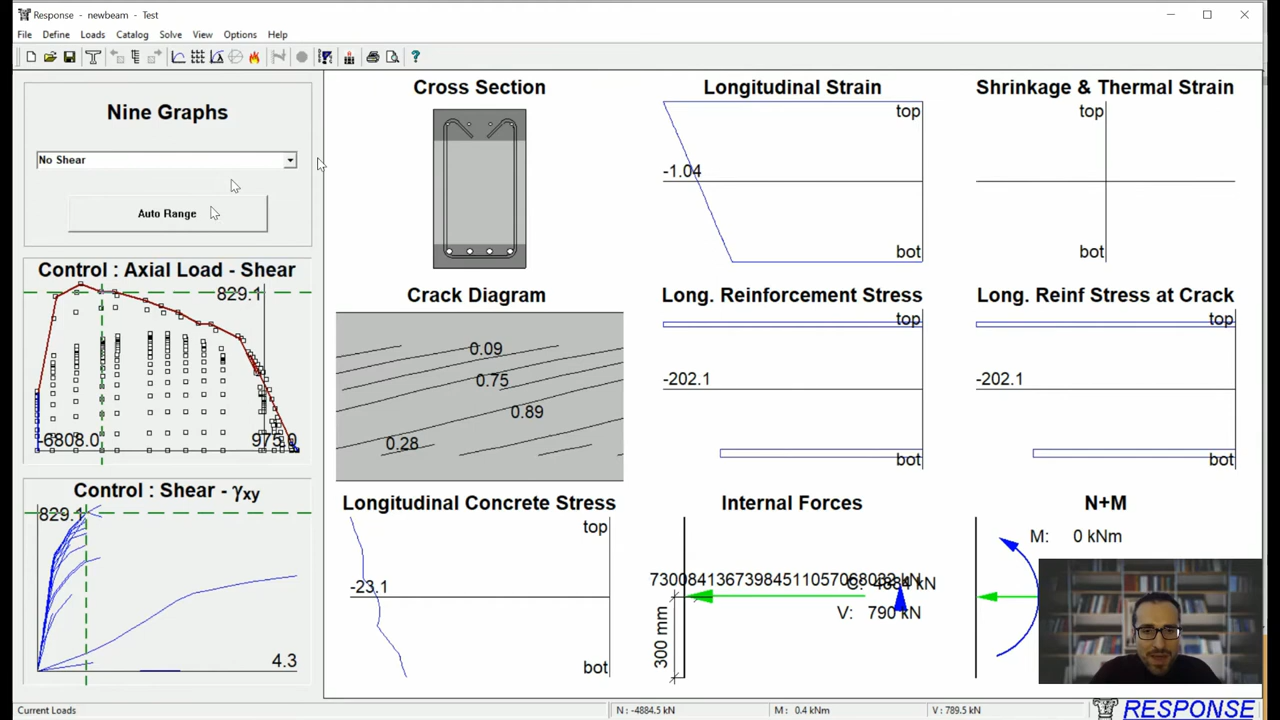 Response - newbeam - Test
File Define Loads Catalog Solve View Options Help
Nine Graphs
No Shear
Auto Range
Control : Axial Load - Shear
829.1
-6808.0
975.0
Control : Shear - γxy
829.1
4.3
Cross Section
Longitudinal Strain
top
-1.04
bot
Shrinkage & Thermal Strain
top
bot
Crack Diagram
0.09
0.75
0.89
0.28
Long. Reinforcement Stress
top
-202.1
bot
Long. Reinf Stress at Crack
top
-202.1
bot
Longitudinal Concrete Stress
top
-23.1
bot
Internal Forces
C: 4884 kN
V: 790 kN
300 mm
N+M
M: 0 kNm
Current Loads
N : -4884.5 kN
M : 0.4 kNm
V : 789.5 kN
RESPONSE